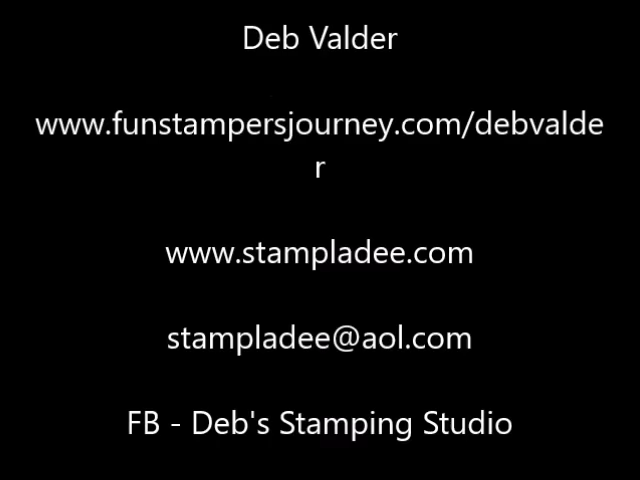 Deb Valder
www.funstampersjourney.com/debvalde
r
www.stampladee.com
stampladee@aol.com
FB - Deb's Stamping Studio